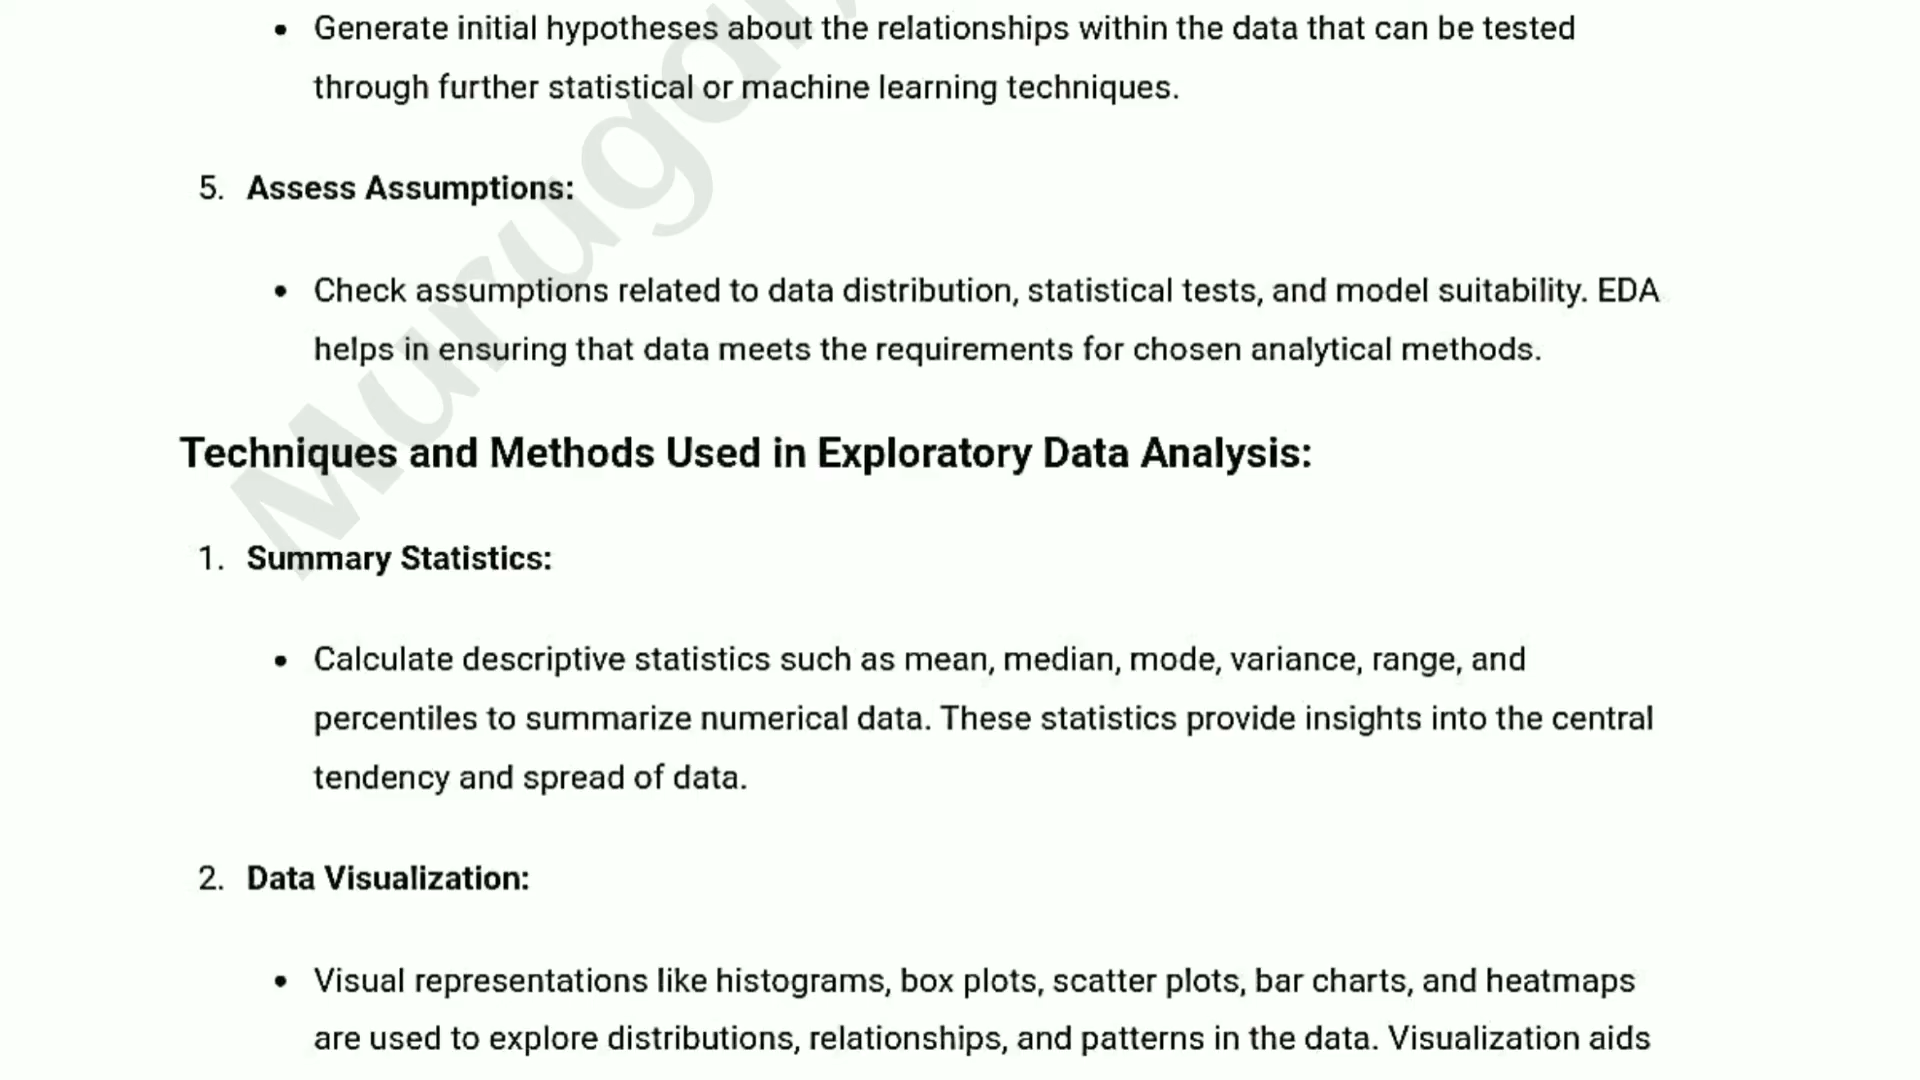 • Generate initial hypotheses about the relationships within the data that can be tested
through further statistical or machine learning techniques.
5. Assess Assumptions:
• Check assumptions related to data distribution, statistical tests, and model suitability. EDA
helps in ensuring that data meets the requirements for chosen analytical methods.
Techniques and Methods Used in Exploratory Data Analysis:
1. Summary Statistics:
• Calculate descriptive statistics such as mean, median, mode, variance, range, and
percentiles to summarize numerical data. These statistics provide insights into the central
tendency and spread of data.
2. Data Visualization:
• Visual representations like histograms, box plots, scatter plots, bar charts, and heatmaps
are used to explore distributions, relationships, and patterns in the data. Visualization aids